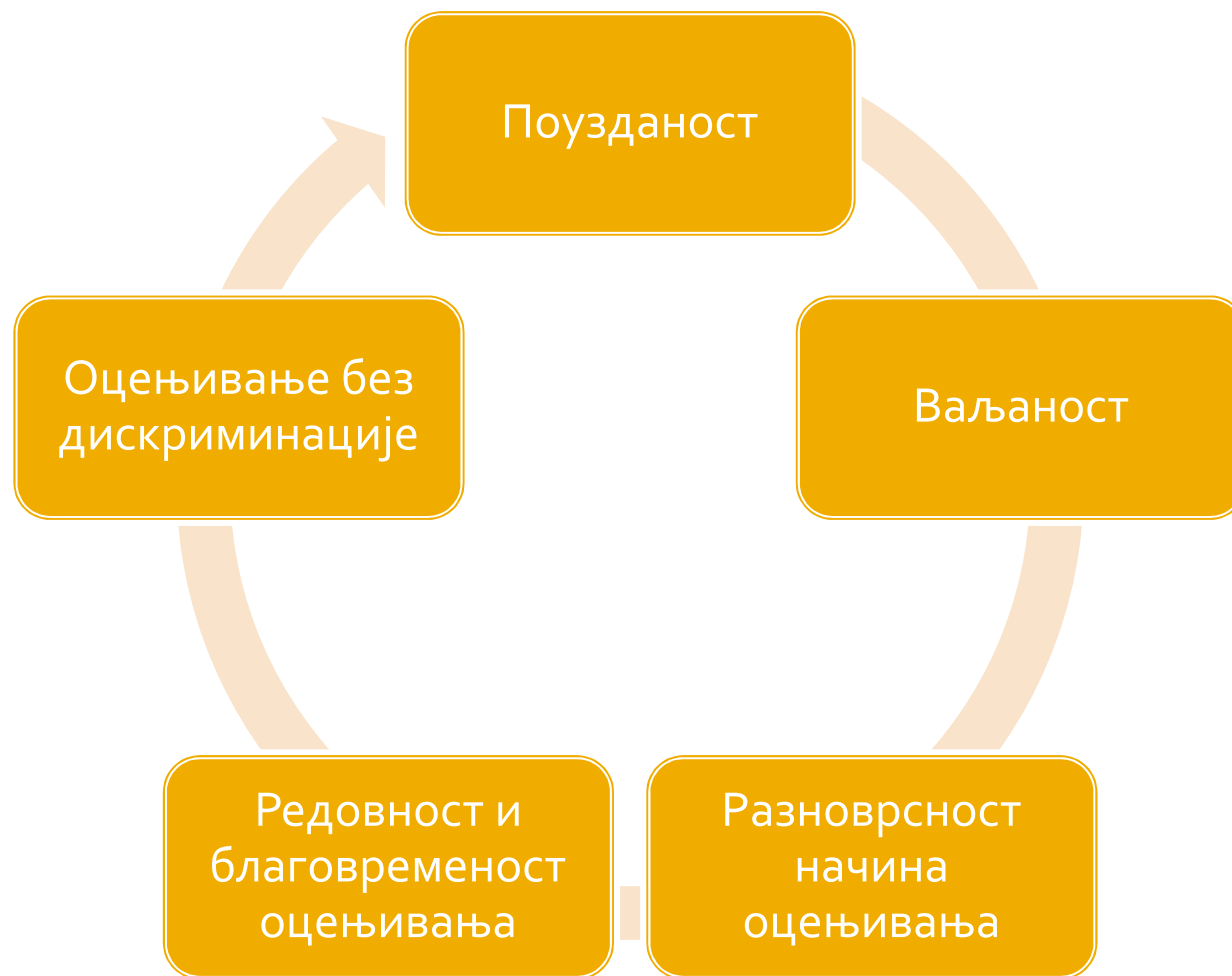 Поузданост
Ваљаност
Разноврсност
начина
оцењивања
Редовност и
благовременост
оцењивања
Оцењивање без
дискриминације